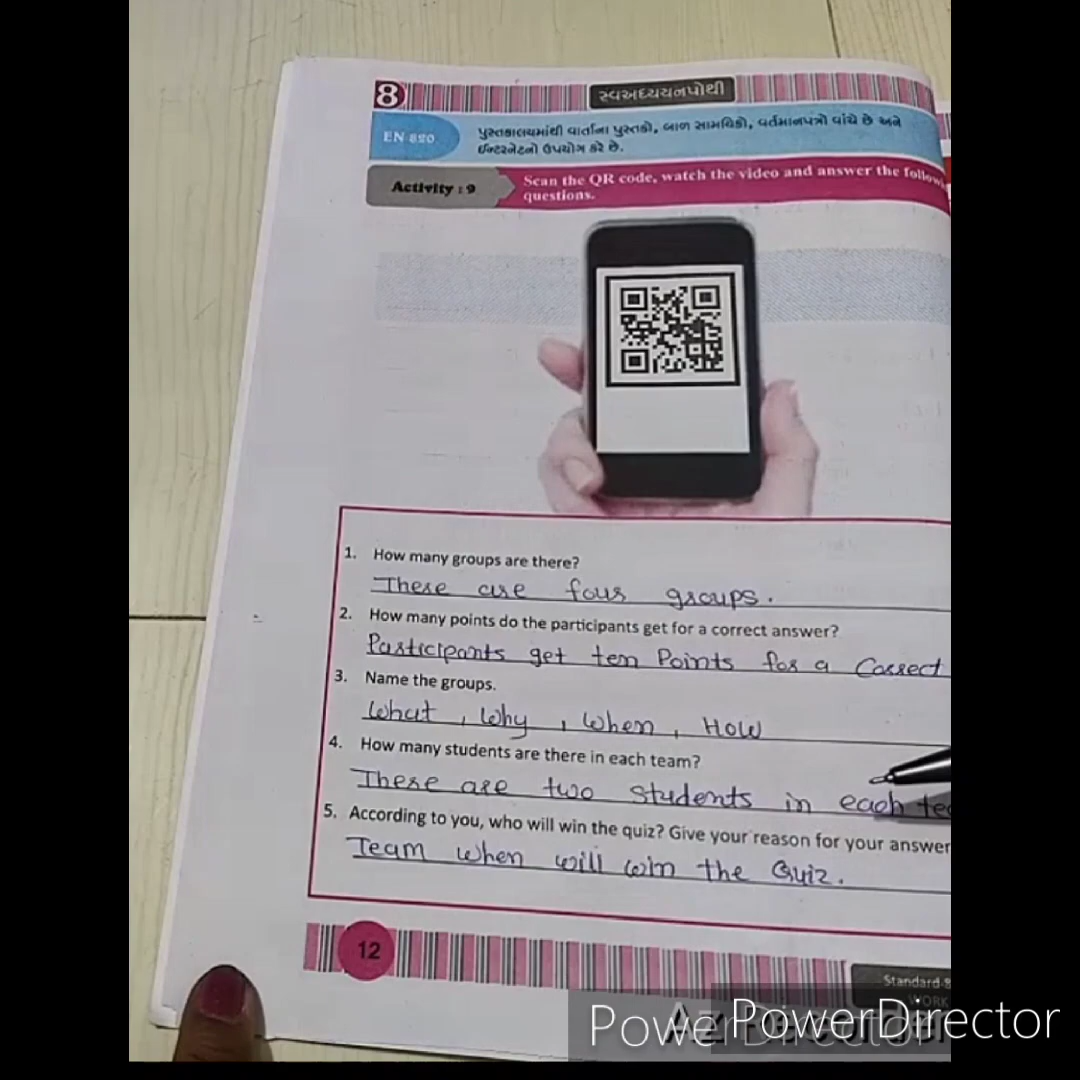 8
સ્વઅધ્યયનપોથી
EN 820
પુસ્તકાલયમાંથી વાર્તાના પુસ્તકો, બાળ સામયિકો, વર્તમાનપત્રો વાંચે છે અને
ઈન્ટરનેટનો ઉપયોગ કરે છે.
Activity : 9
Scan the QR code, watch the video and answer the
questions.
1. How many groups are there?
There are four groups.
2. How many points do the participants get for a correct answer?
Participants get ten Points for a Correct
3. Name the groups.
What , Why , When , How
4. How many students are there in each team?
There are two students in each
5. According to you, who will win the quiz? Give your reason for your answer
Team when will win the Quiz.
12
Standard-8
WORK
PowerDirector